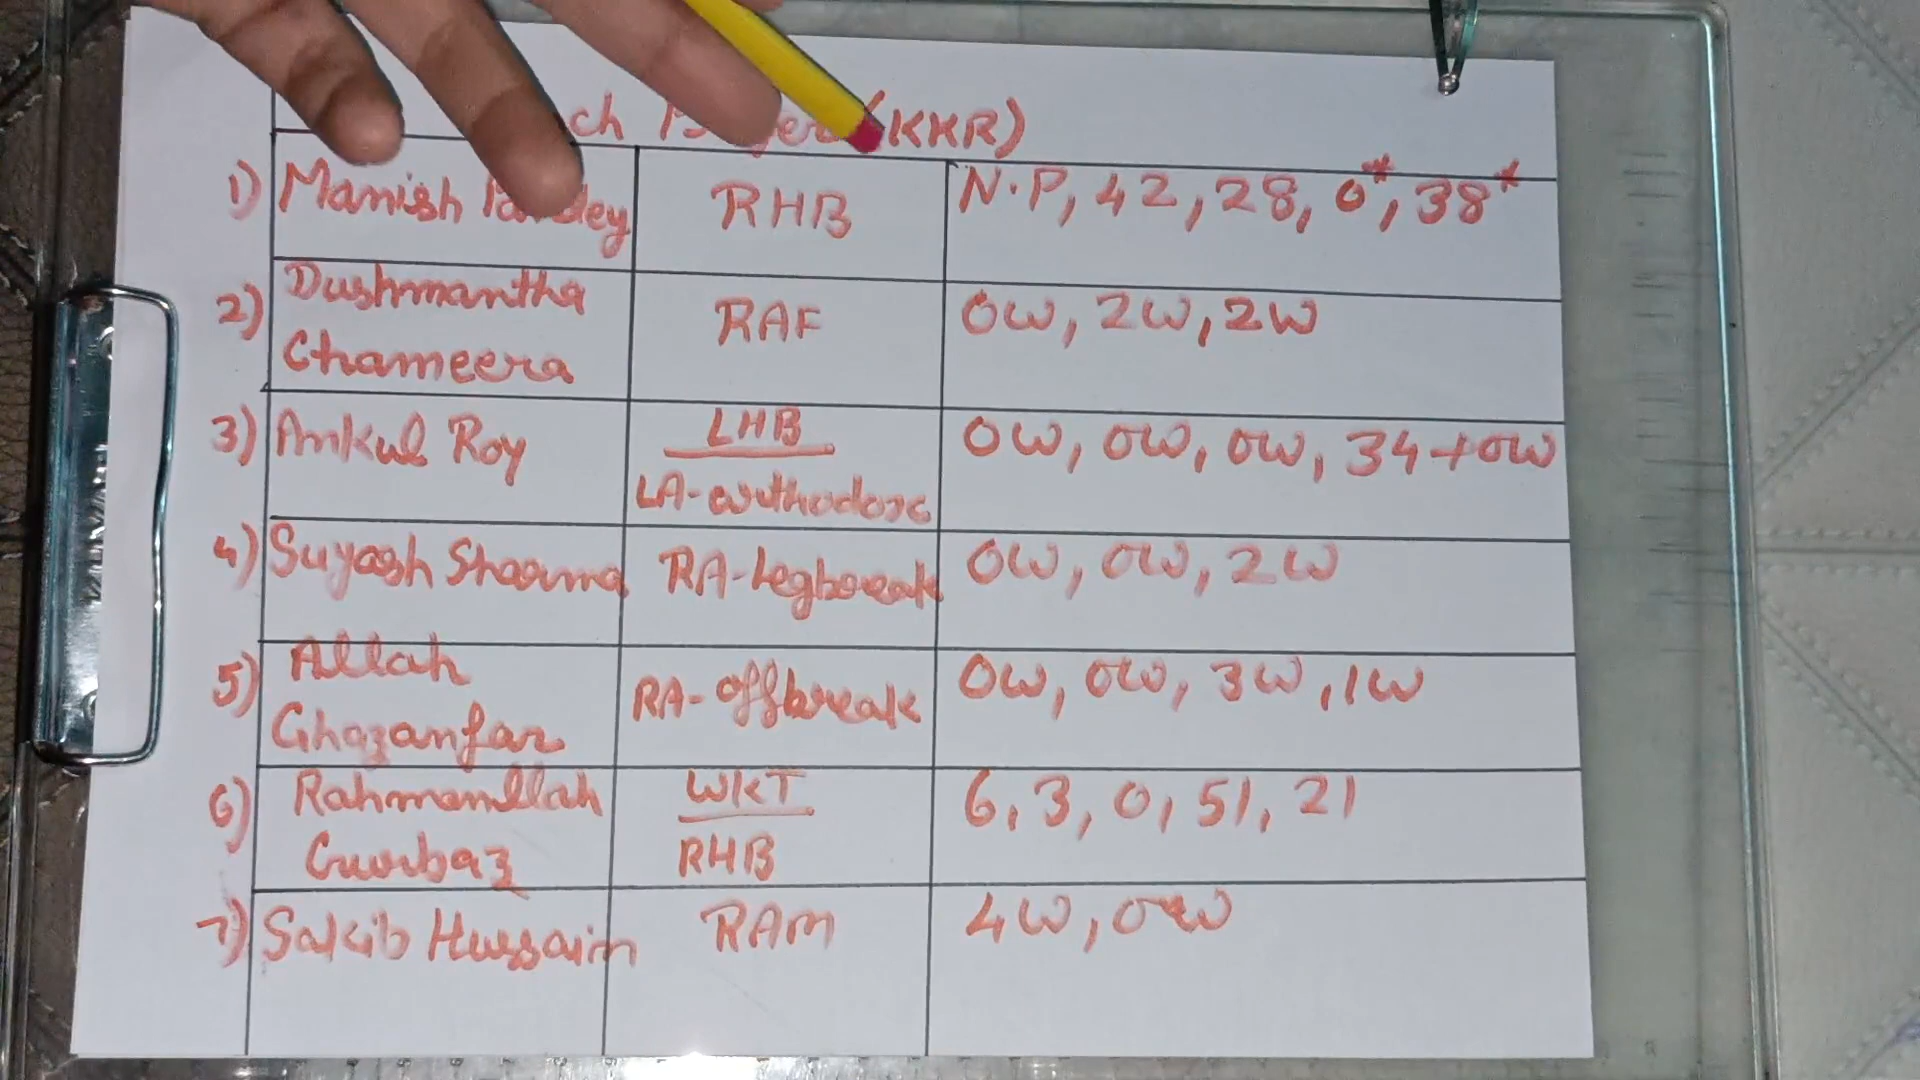 (KKR)
1) Manish RHB N.P, 42, 28, 0*, 38*
2) Dushmantha Chameera RAF 0W, 2W, 2W
3) Ankul Roy LHB LA-orthodox 0W, 0W, 0W, 34+0W
4) Suyash Sharma RA-Legbreak 0W, 0W, 2W
5) Allah Ghazanfar RA-offbreak 0W, 0W, 3W, 1W
6) Rahmanullah Gurbaz WKT RHB 6, 3, 0, 51, 21
7) Sakib Hussain RAM 4W, 0W